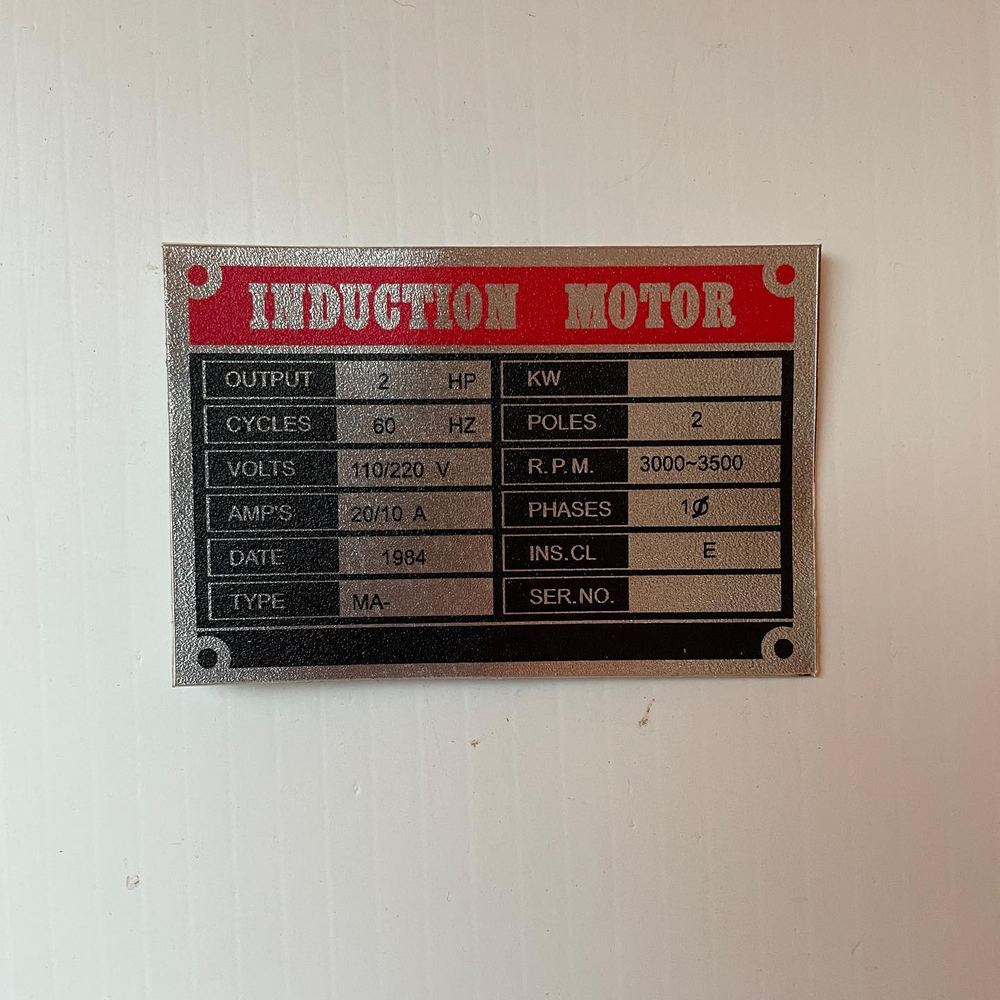 INDUCTION MOTOR
OUTPUT 2 HP KW
CYCLES 60 HZ POLES 2
VOLTS 110/220 V R.P.M. 3000~3500
AMP'S 20/10 A PHASES 1Ø
DATE 1984 INS.CL E
TYPE MA- SER.NO.